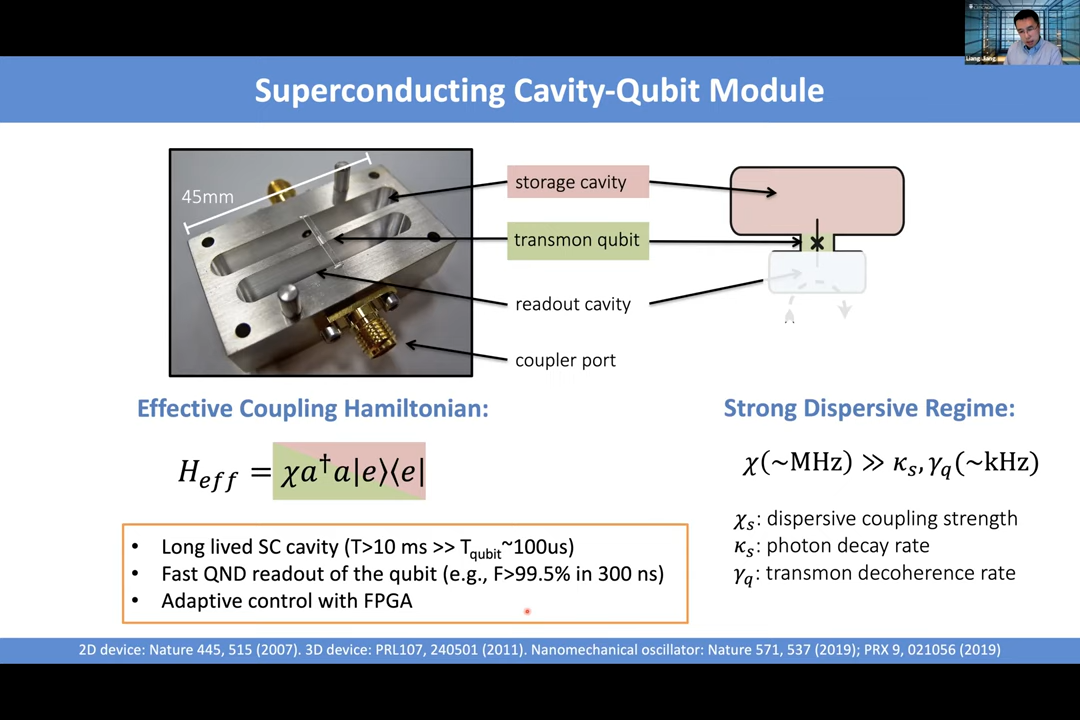 Liang Jiang
Superconducting Cavity-Qubit Module
45mm
storage cavity
transmon qubit
readout cavity
coupler port
Effective Coupling Hamiltonian:
H_eff = χa†a|e⟩⟨e|
Strong Dispersive Regime:
χ(~MHz) ≫ κ_s, γ_q(~kHz)
χ_s: dispersive coupling strength
κ_s: photon decay rate
γ_q: transmon decoherence rate
• Long lived SC cavity (T>10 ms >> T_qubit~100us)
• Fast QND readout of the qubit (e.g., F>99.5% in 300 ns)
• Adaptive control with FPGA
2D device: Nature 445, 515 (2007). 3D device: PRL107, 240501 (2011). Nanomechanical oscillator: Nature 571, 537 (2019); PRX 9, 021056 (2019)